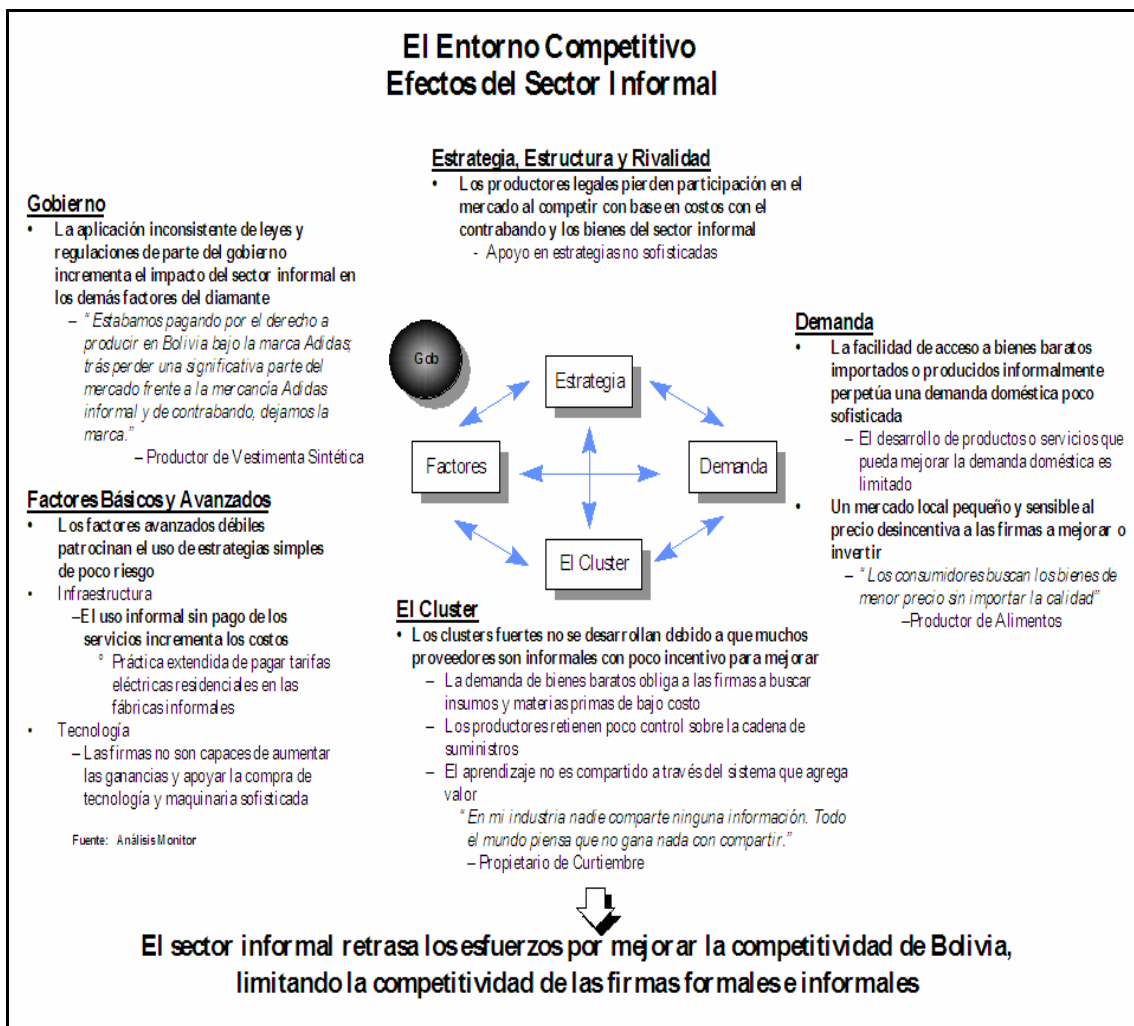 El Entorno Competitivo
Efectos del Sector Informal
Estrategia, Estructura y Rivalidad
• Los productores legales pierden participación en el
mercado al competir con base en costos con el
contrabando y los bienes del sector informal
- Apoyo en estrategias no sofisticadas
Gobierno
• La aplicación inconsistente de leyes y
regulaciones de parte del gobierno
incrementa el impacto del sector informal en
los demás factores del diamante
– “ Estabamos pagando por el derecho a
producir en Bolivia bajo la marca Adidas;
trás perder una significativa parte del
mercado frente a la mercancía Adidas
informal y de contrabando, dejamos la
marca.”
– Productor de Vestimenta Sintética
Factores Básicos y Avanzados
• Los factores avanzados débiles
patrocinan el uso de estrategias simples
de poco riesgo
• Infraestructura
–El uso informal sin pago de los
servicios incrementa los costos
° Práctica extendida de pagar tarifas
eléctricas residenciales en las
fábricas informales
• Tecnología
– Las firmas no son capaces de aumentar
las ganancias y apoyar la compra de
tecnología y maquinaria sofisticada
Fuente: Análisis Monitor
Gob
Estrategia
Factores
Demanda
El Cluster
Demanda
• La facilidad de acceso a bienes baratos
importados o producidos informalmente
perpetúa una demanda doméstica poco
sofisticada
– El desarrollo de productos o servicios que
pueda mejorar la demanda doméstica es
limitado
• Un mercado local pequeño y sensible al
precio desincentiva a las firmas a mejorar o
invertir
– “ Los consumidores buscan los bienes de
menor precio sin importar la calidad”
–Productor de Alimentos
El Cluster
• Los clusters fuertes no se desarrollan debido a que muchos
proveedores son informales con poco incentivo para mejorar
– La demanda de bienes baratos obliga a las firmas a buscar
insumos y materias primas de bajo costo
– Los productores retienen poco control sobre la cadena de
suministros
– El aprendizaje no es compartido a través del sistema que agrega
valor
“ En mi industria nadie comparte ninguna información. Todo
el mundo piensa que no gana nada con compartir.”
– Propietario de Curtiembre
El sector informal retrasa los esfuerzos por mejorar la competitividad de Bolivia,
limitando la competitividad de las firmas formales e informales